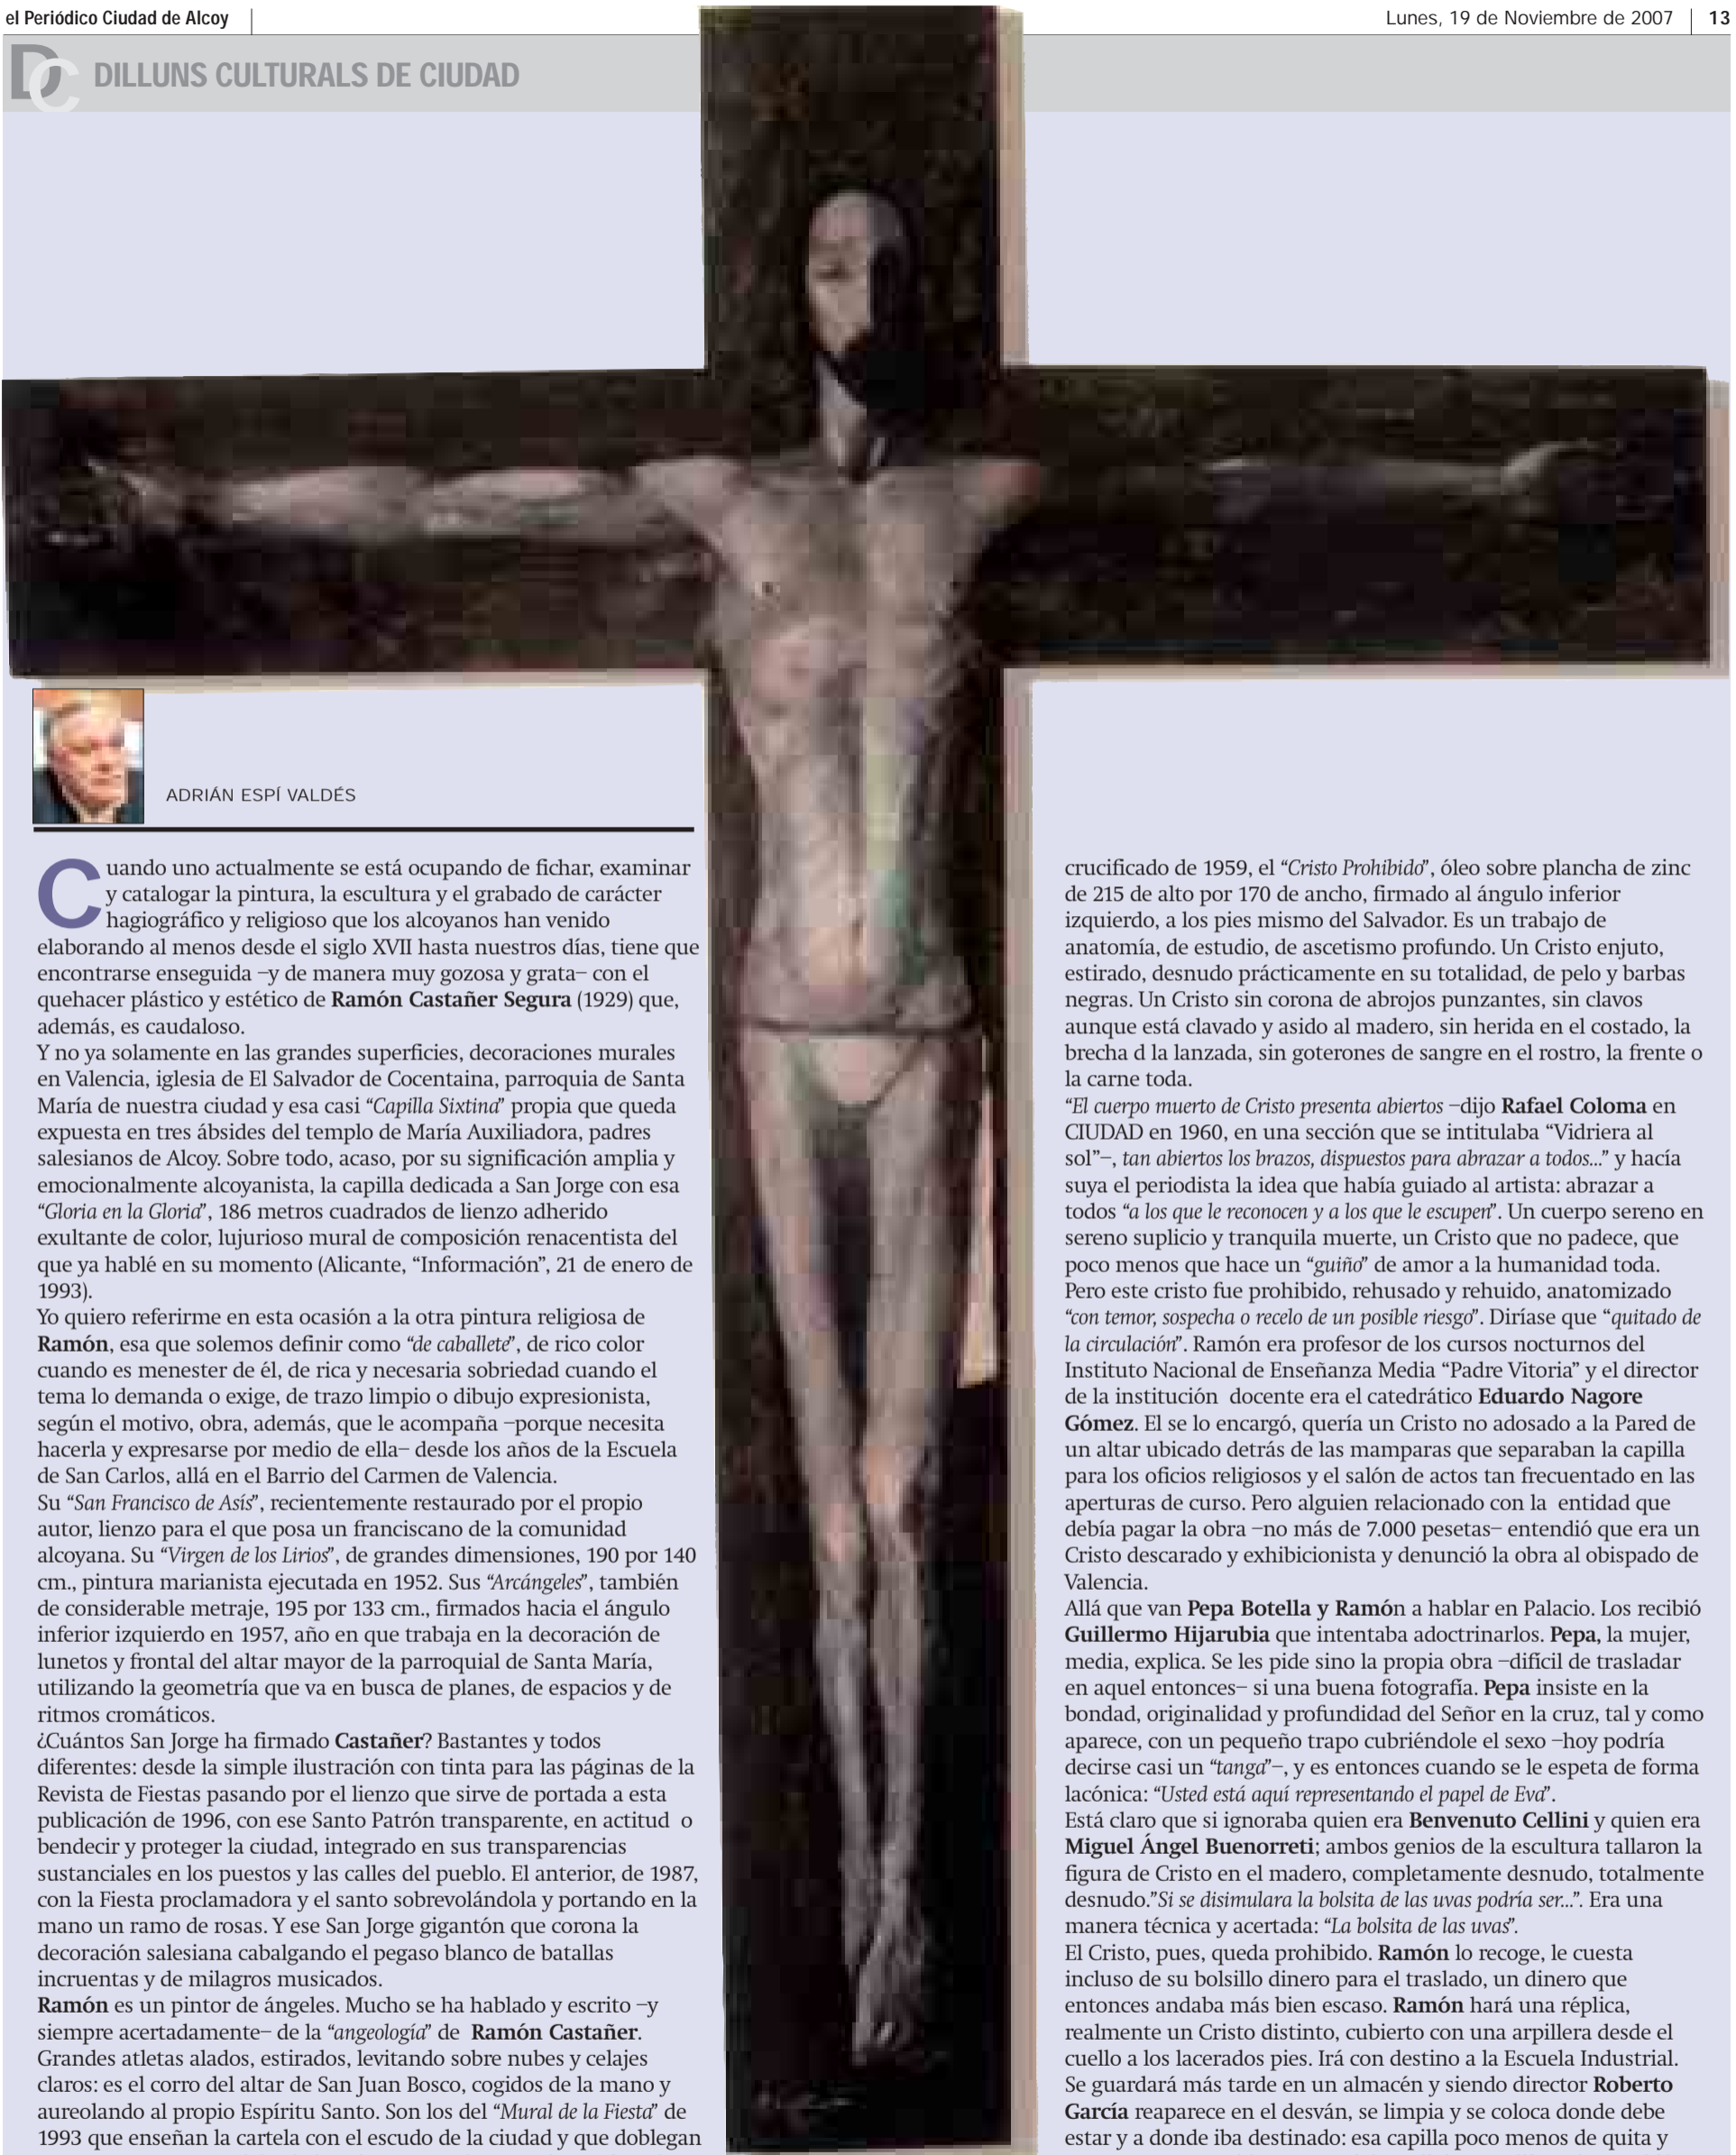 el Periódico Ciudad de Alcoy
Lunes, 19 de Noviembre de 2007
13
DC
DILLUNS CULTURALS DE CIUDAD
ADRIÁN ESPÍ VALDÉS
Cuando uno actualmente se está ocupando de fichar, examinar
y catalogar la pintura, la escultura y el grabado de carácter
hagiográfico y religioso que los alcoyanos han venido
elaborando al menos desde el siglo XVII hasta nuestros días, tiene que
encontrarse enseguida –y de manera muy gozosa y grata– con el
quehacer plástico y estético de Ramón Castañer Segura (1929) que,
además, es caudaloso.
Y no ya solamente en las grandes superficies, decoraciones murales
en Valencia, iglesia de El Salvador de Cocentaina, parroquia de Santa
María de nuestra ciudad y esa casi “Capilla Sixtina” propia que queda
expuesta en tres ábsides del templo de María Auxiliadora, padres
salesianos de Alcoy. Sobre todo, acaso, por su significación amplia y
emocionalmente alcoyanista, la capilla dedicada a San Jorge con esa
“Gloria en la Gloria”, 186 metros cuadrados de lienzo adherido
exultante de color, lujurioso mural de composición renacentista del
que ya hablé en su momento (Alicante, “Información”, 21 de enero de
1993).
Yo quiero referirme en esta ocasión a la otra pintura religiosa de
Ramón, esa que solemos definir como “de caballete”, de rico color
cuando es menester de él, de rica y necesaria sobriedad cuando el
tema lo demanda o exige, de trazo limpio o dibujo expresionista,
según el motivo, obra, además, que le acompaña –porque necesita
hacerla y expresarse por medio de ella– desde los años de la Escuela
de San Carlos, allá en el Barrio del Carmen de Valencia.
Su “San Francisco de Asís”, recientemente restaurado por el propio
autor, lienzo para el que posa un franciscano de la comunidad
alcoyana. Su “Virgen de los Lirios”, de grandes dimensiones, 190 por 140
cm., pintura marianista ejecutada en 1952. Sus “Arcángeles”, también
de considerable metraje, 195 por 133 cm., firmados hacia el ángulo
inferior izquierdo en 1957, año en que trabaja en la decoración de
lunetos y frontal del altar mayor de la parroquial de Santa María,
utilizando la geometría que va en busca de planes, de espacios y de
ritmos cromáticos.
¿Cuántos San Jorge ha firmado Castañer? Bastantes y todos
diferentes: desde la simple ilustración con tinta para las páginas de la
Revista de Fiestas pasando por el lienzo que sirve de portada a esta
publicación de 1996, con ese Santo Patrón transparente, en actitud o
bendecir y proteger la ciudad, integrado en sus transparencias
sustanciales en los puestos y las calles del pueblo. El anterior, de 1987,
con la Fiesta proclamadora y el santo sobrevolándola y portando en la
mano un ramo de rosas. Y ese San Jorge gigantón que corona la
decoración salesiana cabalgando el pegaso blanco de batallas
incruentas y de milagros musicados.
Ramón es un pintor de ángeles. Mucho se ha hablado y escrito –y
siempre acertadamente– de la “angeología” de Ramón Castañer.
Grandes atletas alados, estirados, levitando sobre nubes y celajes
claros: es el corro del altar de San Juan Bosco, cogidos de la mano y
aureolando al propio Espíritu Santo. Son los del “Mural de la Fiesta” de
1993 que enseñan la cartela con el escudo de la ciudad y que doblegan
crucificado de 1959, el “Cristo Prohibido”, óleo sobre plancha de zinc
de 215 de alto por 170 de ancho, firmado al ángulo inferior
izquierdo, a los pies mismo del Salvador. Es un trabajo de
anatomía, de estudio, de ascetismo profundo. Un Cristo enjuto,
estirado, desnudo prácticamente en su totalidad, de pelo y barbas
negras. Un Cristo sin corona de abrojos punzantes, sin clavos
aunque está clavado y asido al madero, sin herida en el costado, la
brecha d la lanzada, sin goterones de sangre en el rostro, la frente o
la carne toda.
“El cuerpo muerto de Cristo presenta abiertos –dijo Rafael Coloma en
CIUDAD en 1960, en una sección que se intitulaba “Vidriera al
sol”–, tan abiertos los brazos, dispuestos para abrazar a todos...” y hacía
suya el periodista la idea que había guiado al artista: abrazar a
todos “a los que le reconocen y a los que le escupen”. Un cuerpo sereno en
sereno suplicio y tranquila muerte, un Cristo que no padece, que
poco menos que hace un “guiño” de amor a la humanidad toda.
Pero este cristo fue prohibido, rehusado y rehuido, anatomizado
“con temor, sospecha o recelo de un posible riesgo”. Diríase que “quitado de
la circulación”. Ramón era profesor de los cursos nocturnos del
Instituto Nacional de Enseñanza Media “Padre Vitoria” y el director
de la institución docente era el catedrático Eduardo Nagore
Gómez. El se lo encargó, quería un Cristo no adosado a la Pared de
un altar ubicado detrás de las mamparas que separaban la capilla
para los oficios religiosos y el salón de actos tan frecuentado en las
aperturas de curso. Pero alguien relacionado con la entidad que
debía pagar la obra –no más de 7.000 pesetas– entendió que era un
Cristo descarado y exhibicionista y denunció la obra al obispado de
Valencia.
Allá que van Pepa Botella y Ramón a hablar en Palacio. Los recibió
Guillermo Hijarubia que intentaba adoctrinarlos. Pepa, la mujer,
media, explica. Se les pide sino la propia obra –difícil de trasladar
en aquel entonces– si una buena fotografía. Pepa insiste en la
bondad, originalidad y profundidad del Señor en la cruz, tal y como
aparece, con un pequeño trapo cubriéndole el sexo –hoy podría
decirse casi un “tanga”–, y es entonces cuando se le espeta de forma
lacónica: “Usted está aquí representando el papel de Eva”.
Está claro que si ignoraba quien era Benvenuto Cellini y quien era
Miguel Ángel Buenorreti; ambos genios de la escultura tallaron la
figura de Cristo en el madero, completamente desnudo, totalmente
desnudo.”Si se disimulara la bolsita de las uvas podría ser...”. Era una
manera técnica y acertada: “La bolsita de las uvas”.
El Cristo, pues, queda prohibido. Ramón lo recoge, le cuesta
incluso de su bolsillo dinero para el traslado, un dinero que
entonces andaba más bien escaso. Ramón hará una réplica,
realmente un Cristo distinto, cubierto con una arpillera desde el
cuello a los lacerados pies. Irá con destino a la Escuela Industrial.
Se guardará más tarde en un almacén y siendo director Roberto
García reaparece en el desván, se limpia y se coloca donde debe
estar y a donde iba destinado: esa capilla poco menos de quita y